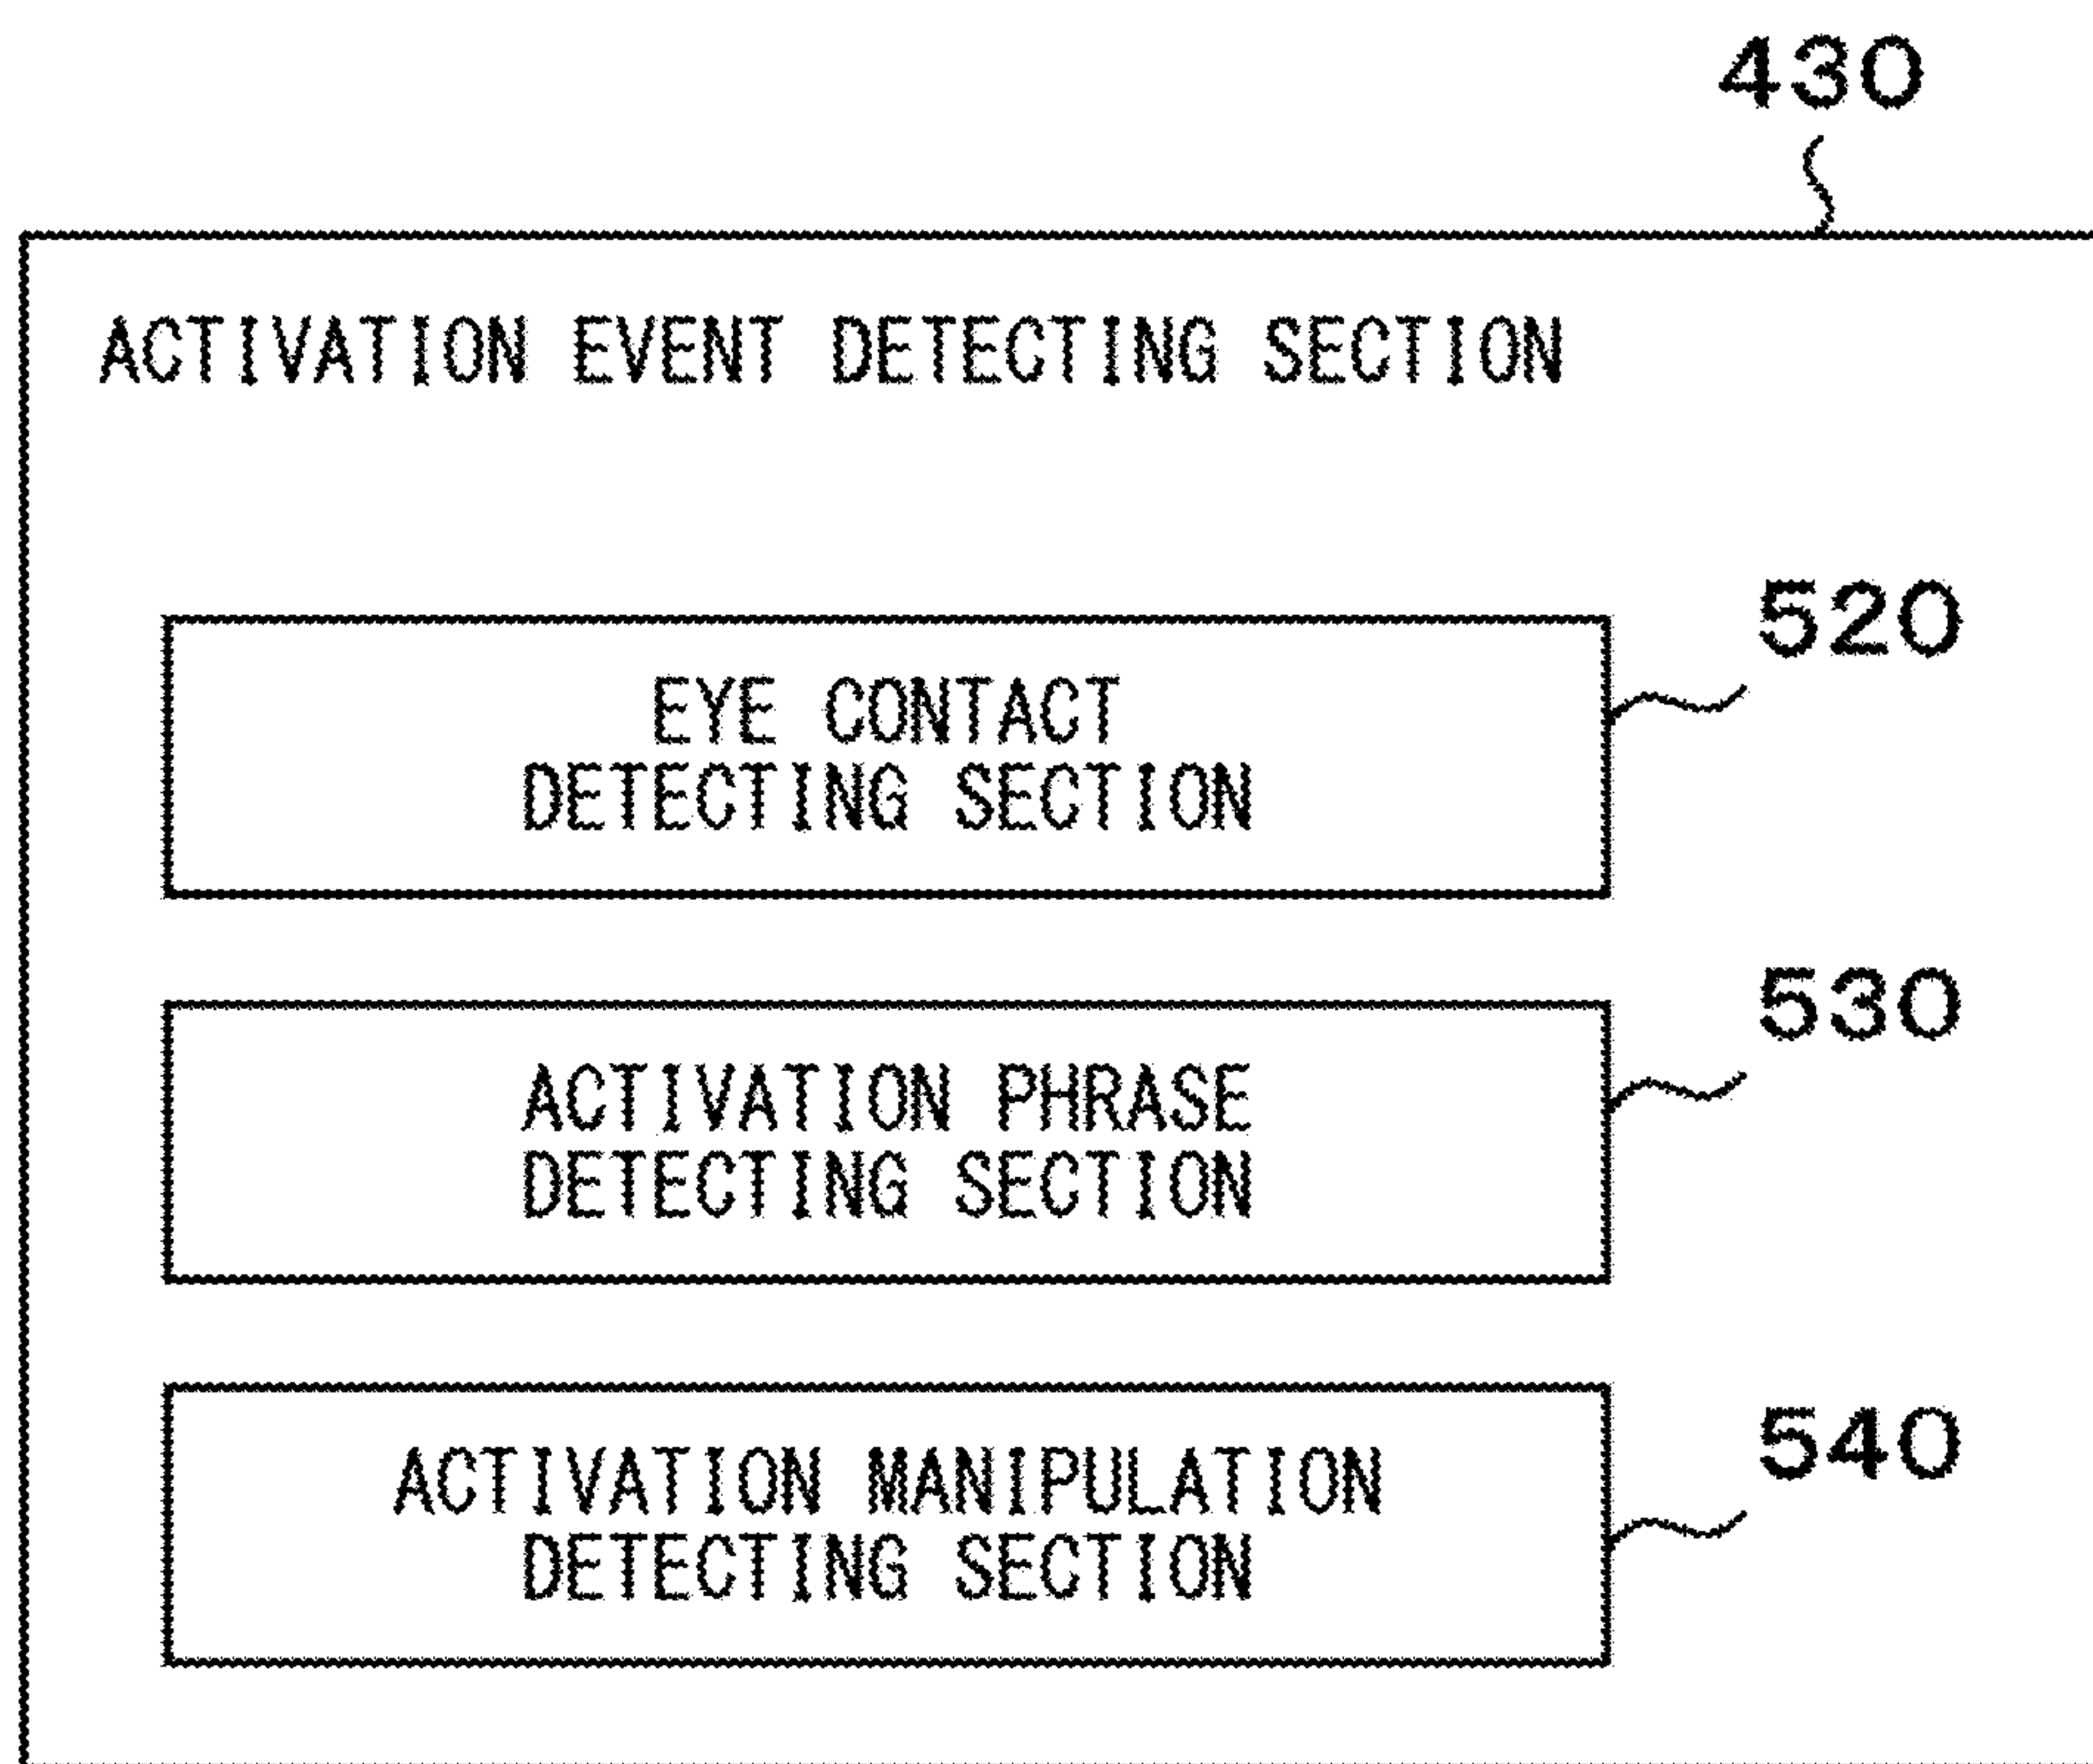 430
ACTIVATION EVENT DETECTING SECTION
520
EYE CONTACT
DETECTING SECTION
530
ACTIVATION PHRASE
DETECTING SECTION
540
ACTIVATION MANIPULATION
DETECTING SECTION